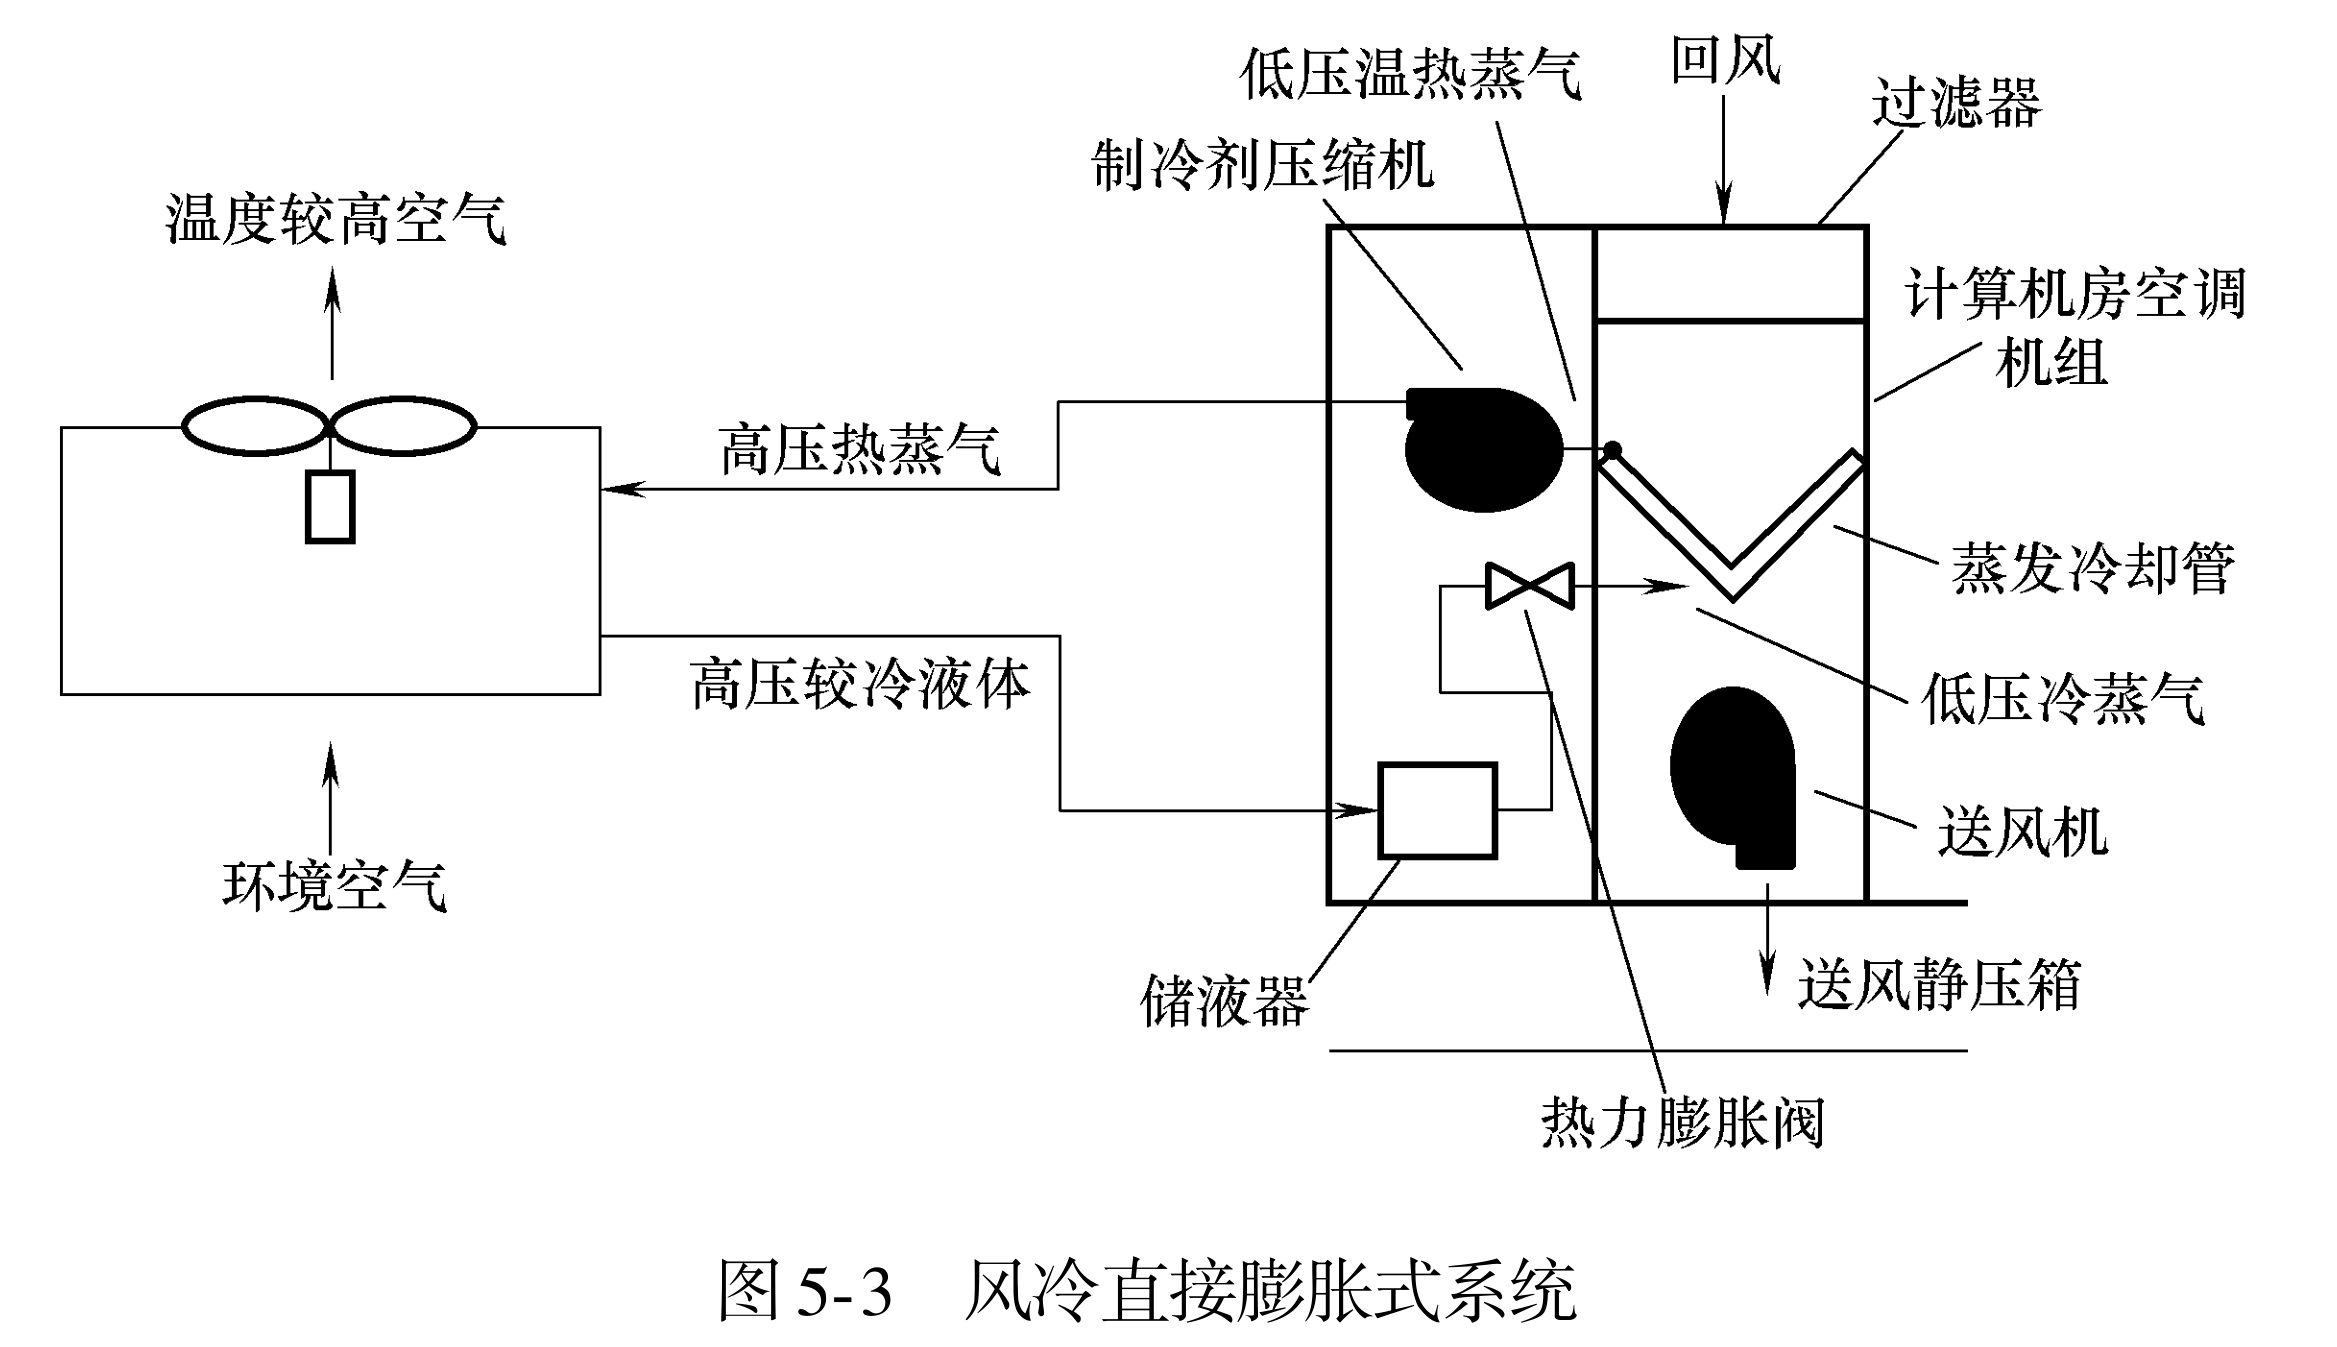 低压温热蒸气
回风
过滤器
制冷剂压缩机
温度较高空气
计算机房空调
机组
高压热蒸气
蒸发冷却管
高压较冷液体
低压冷蒸气
送风机
环境空气
储液器
送风静压箱
热力膨胀阀
图 5-3 风冷直接膨胀式系统